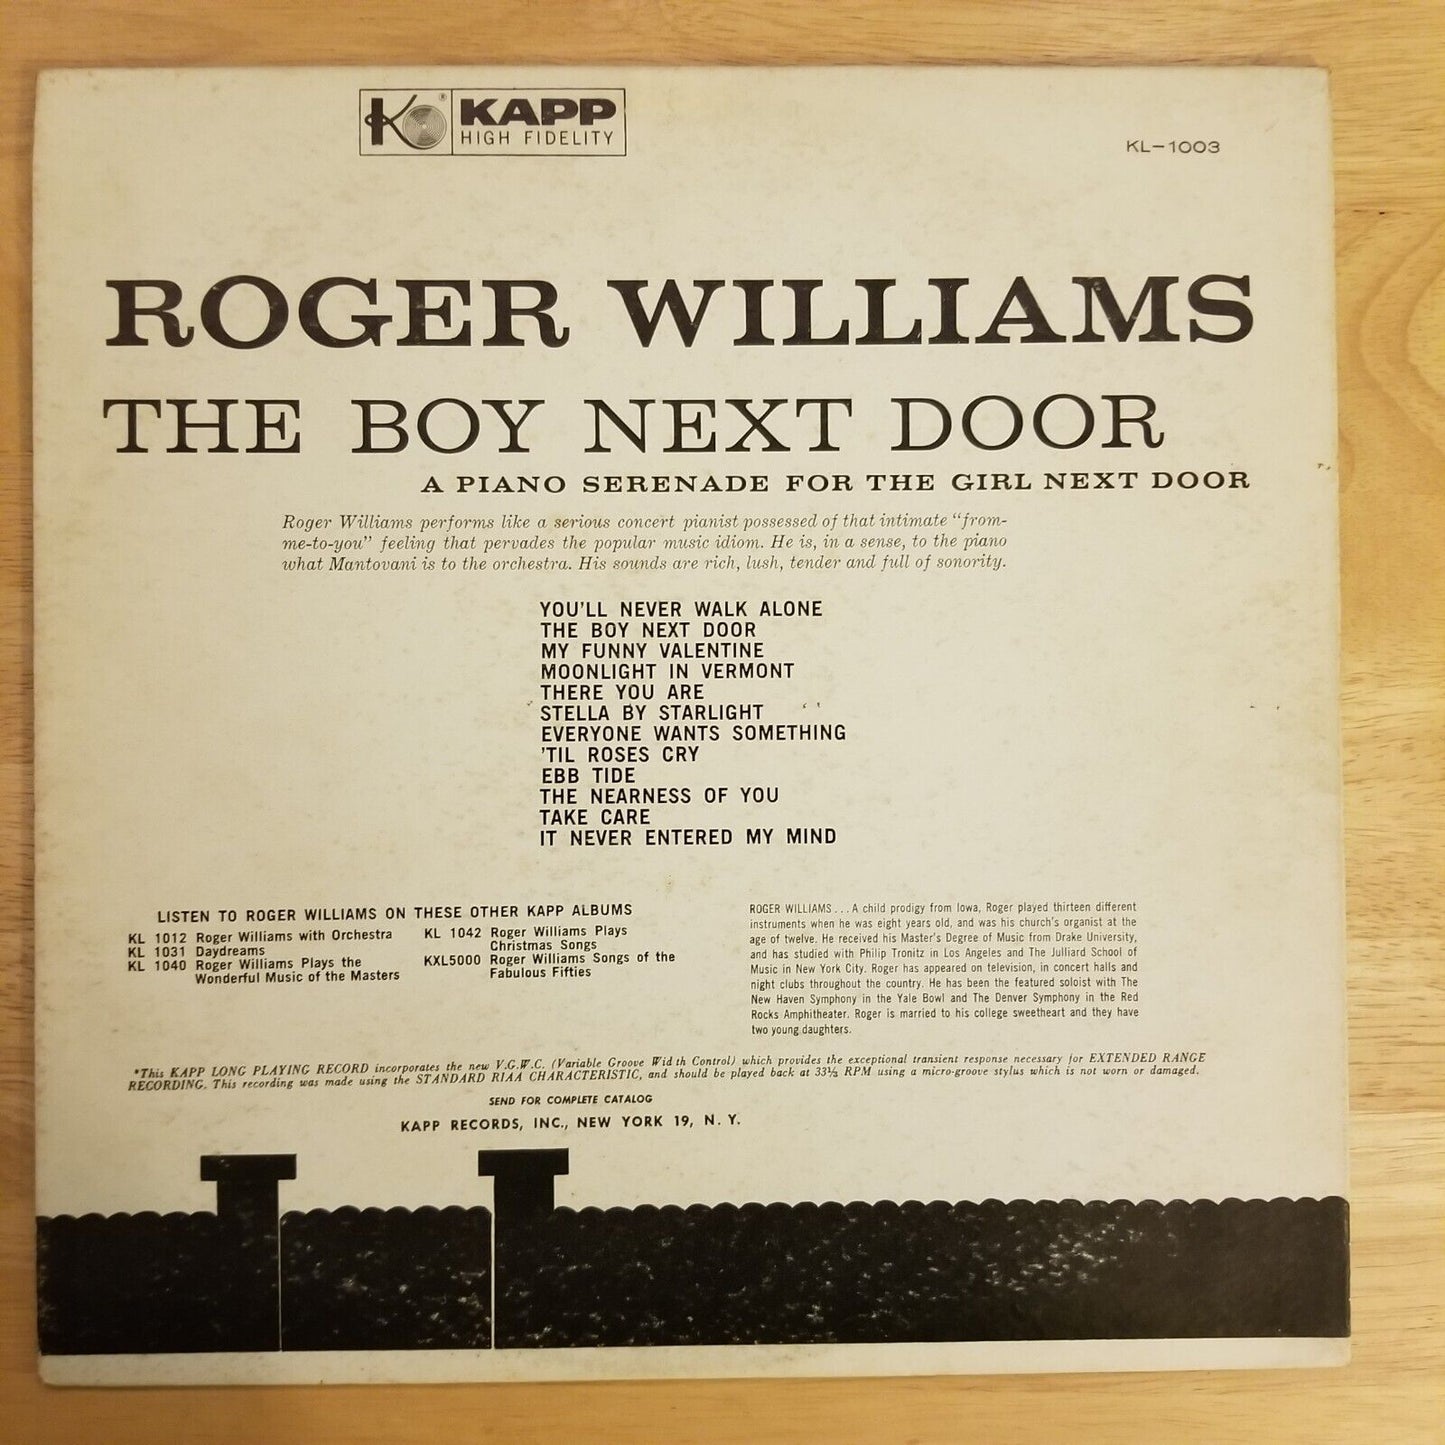 K® KAPP
HIGH FIDELITY
KL-1003
ROGER WILLIAMS
THE BOY NEXT DOOR
A PIANO SERENADE FOR THE GIRL NEXT DOOR
Roger Williams performs like a serious concert pianist possessed of that intimate “from-
me-to-you” feeling that pervades the popular music idiom. He is, in a sense, to the piano
what Mantovani is to the orchestra. His sounds are rich, lush, tender and full of sonority.
YOU'LL NEVER WALK ALONE
THE BOY NEXT DOOR
MY FUNNY VALENTINE
MOONLIGHT IN VERMONT
THERE YOU ARE
STELLA BY STARLIGHT
EVERYONE WANTS SOMETHING
'TIL ROSES CRY
EBB TIDE
THE NEARNESS OF YOU
TAKE CARE
IT NEVER ENTERED MY MIND
LISTEN TO ROGER WILLIAMS ON THESE OTHER KAPP ALBUMS
KL 1012 Roger Williams with Orchestra
KL 1031 Daydreams
KL 1040 Roger Williams Plays the
Wonderful Music of the Masters
KL 1042 Roger Williams Plays
Christmas Songs
KXL5000 Roger Williams Songs of the
Fabulous Fifties
ROGER WILLIAMS . . . A child prodigy from Iowa, Roger played thirteen different
instruments when he was eight years old, and was his church's organist at the
age of twelve. He received his Master's Degree of Music from Drake University,
and has studied with Philip Tronitz in Los Angeles and The Julliard School of
Music in New York City. Roger has appeared on television, in concert halls and
night clubs throughout the country. He has been the featured soloist with The
New Haven Symphony in the Yale Bowl and The Denver Symphony in the Red
Rocks Amphitheater. Roger is married to his college sweetheart and they have
two young daughters.
*This KAPP LONG PLAYING RECORD incorporates the new V.G.W.C. (Variable Groove Wid th Control) which provides the exceptional transient response necessary for EXTENDED RANGE
RECORDING. This recording was made using the STANDARD RIAA CHARACTERISTIC, and should be played back at 33⅓ RPM using a micro-groove stylus which is not worn or damaged.
SEND FOR COMPLETE CATALOG
KAPP RECORDS, INC., NEW YORK 19, N. Y.